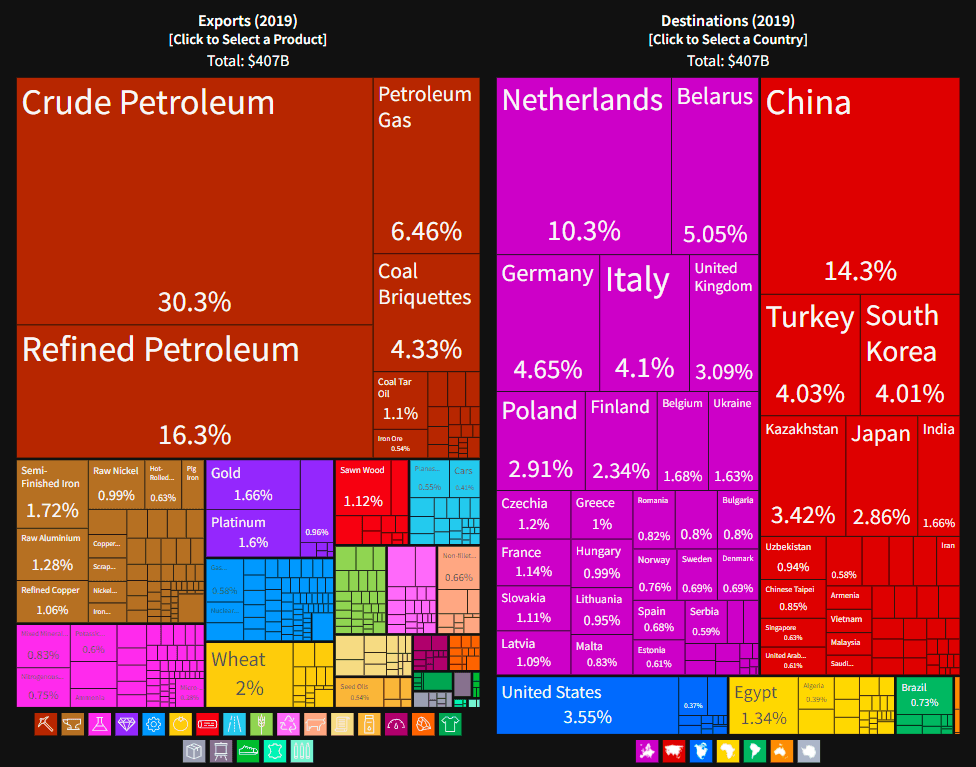 Exports (2019)
[Click to Select a Product]
Total: $407B
Crude Petroleum
30.3%
Petroleum
Gas
6.46%
Coal
Briquettes
4.33%
Refined Petroleum
16.3%
Coal Tar
Oil
1.1%
Iron Ore
0.54%
Semi-
Finished Iron
1.72%
Raw Nickel
0.99%
Hot-
Rolled...
0.63%
Pig
Iron
Raw Aluminium
1.28%
Copper...
Scrap...
Refined Copper
1.06%
Nickel...
Iron...
Gold
1.66%
Platinum
1.6%
0.96%
Sawn Wood
1.12%
0.55%
Cars
0.66%
0.83%
0.9%
0.75%
Wheat
2%
Seed Oils
0.54%
Destinations (2019)
[Click to Select a Country]
Total: $407B
Netherlands
10.3%
Belarus
5.05%
Germany
4.65%
Italy
4.1%
United
Kingdom
3.09%
Poland
2.91%
Finland
2.34%
Belgium
1.68%
Ukraine
1.63%
Czechia
1.2%
Greece
1%
Romania
0.82%
0.8%
Bulgaria
0.8%
France
1.14%
Hungary
0.99%
Norway
0.76%
Sweden
0.69%
Denmark
0.69%
Slovakia
1.11%
Lithuania
0.95%
Spain
0.68%
Serbia
0.59%
Latvia
1.09%
Malta
0.83%
Estonia
0.61%
China
14.3%
Turkey
4.03%
South
Korea
4.01%
Kazakhstan
3.42%
Japan
2.86%
India
1.66%
Uzbekistan
0.94%
0.58%
Iran
Chinese Taipei
0.85%
Armenia
Singapore
0.63%
Vietnam
Malaysia
United Arab...
0.61%
Saudi...
United States
3.55%
0.37%
Egypt
1.34%
Algeria
0.39%
Brazil
0.73%